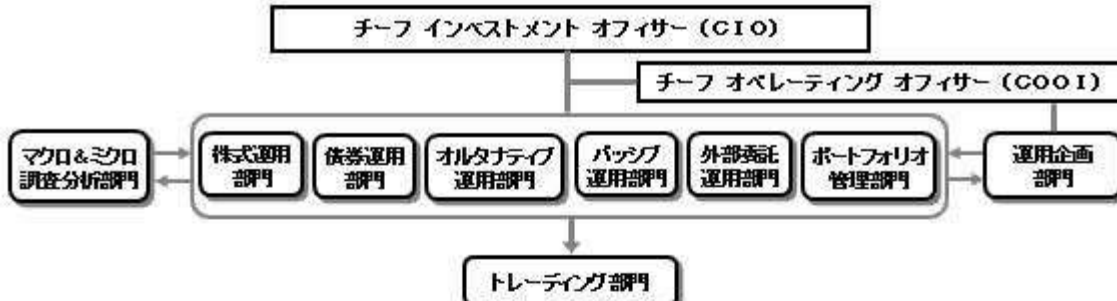 チーフ インベストメント オフィサー (CIO)
チーフ オペレーティング オフィサー (COOI)
マクロ&ミクロ
調査分析部門
株式運用
部門
債券運用
部門
オルタナティブ
運用部門
パッシブ
運用部門
外部委託
運用部門
ポートフォリオ
管理部門
運用企画
部門
トレーディング部門